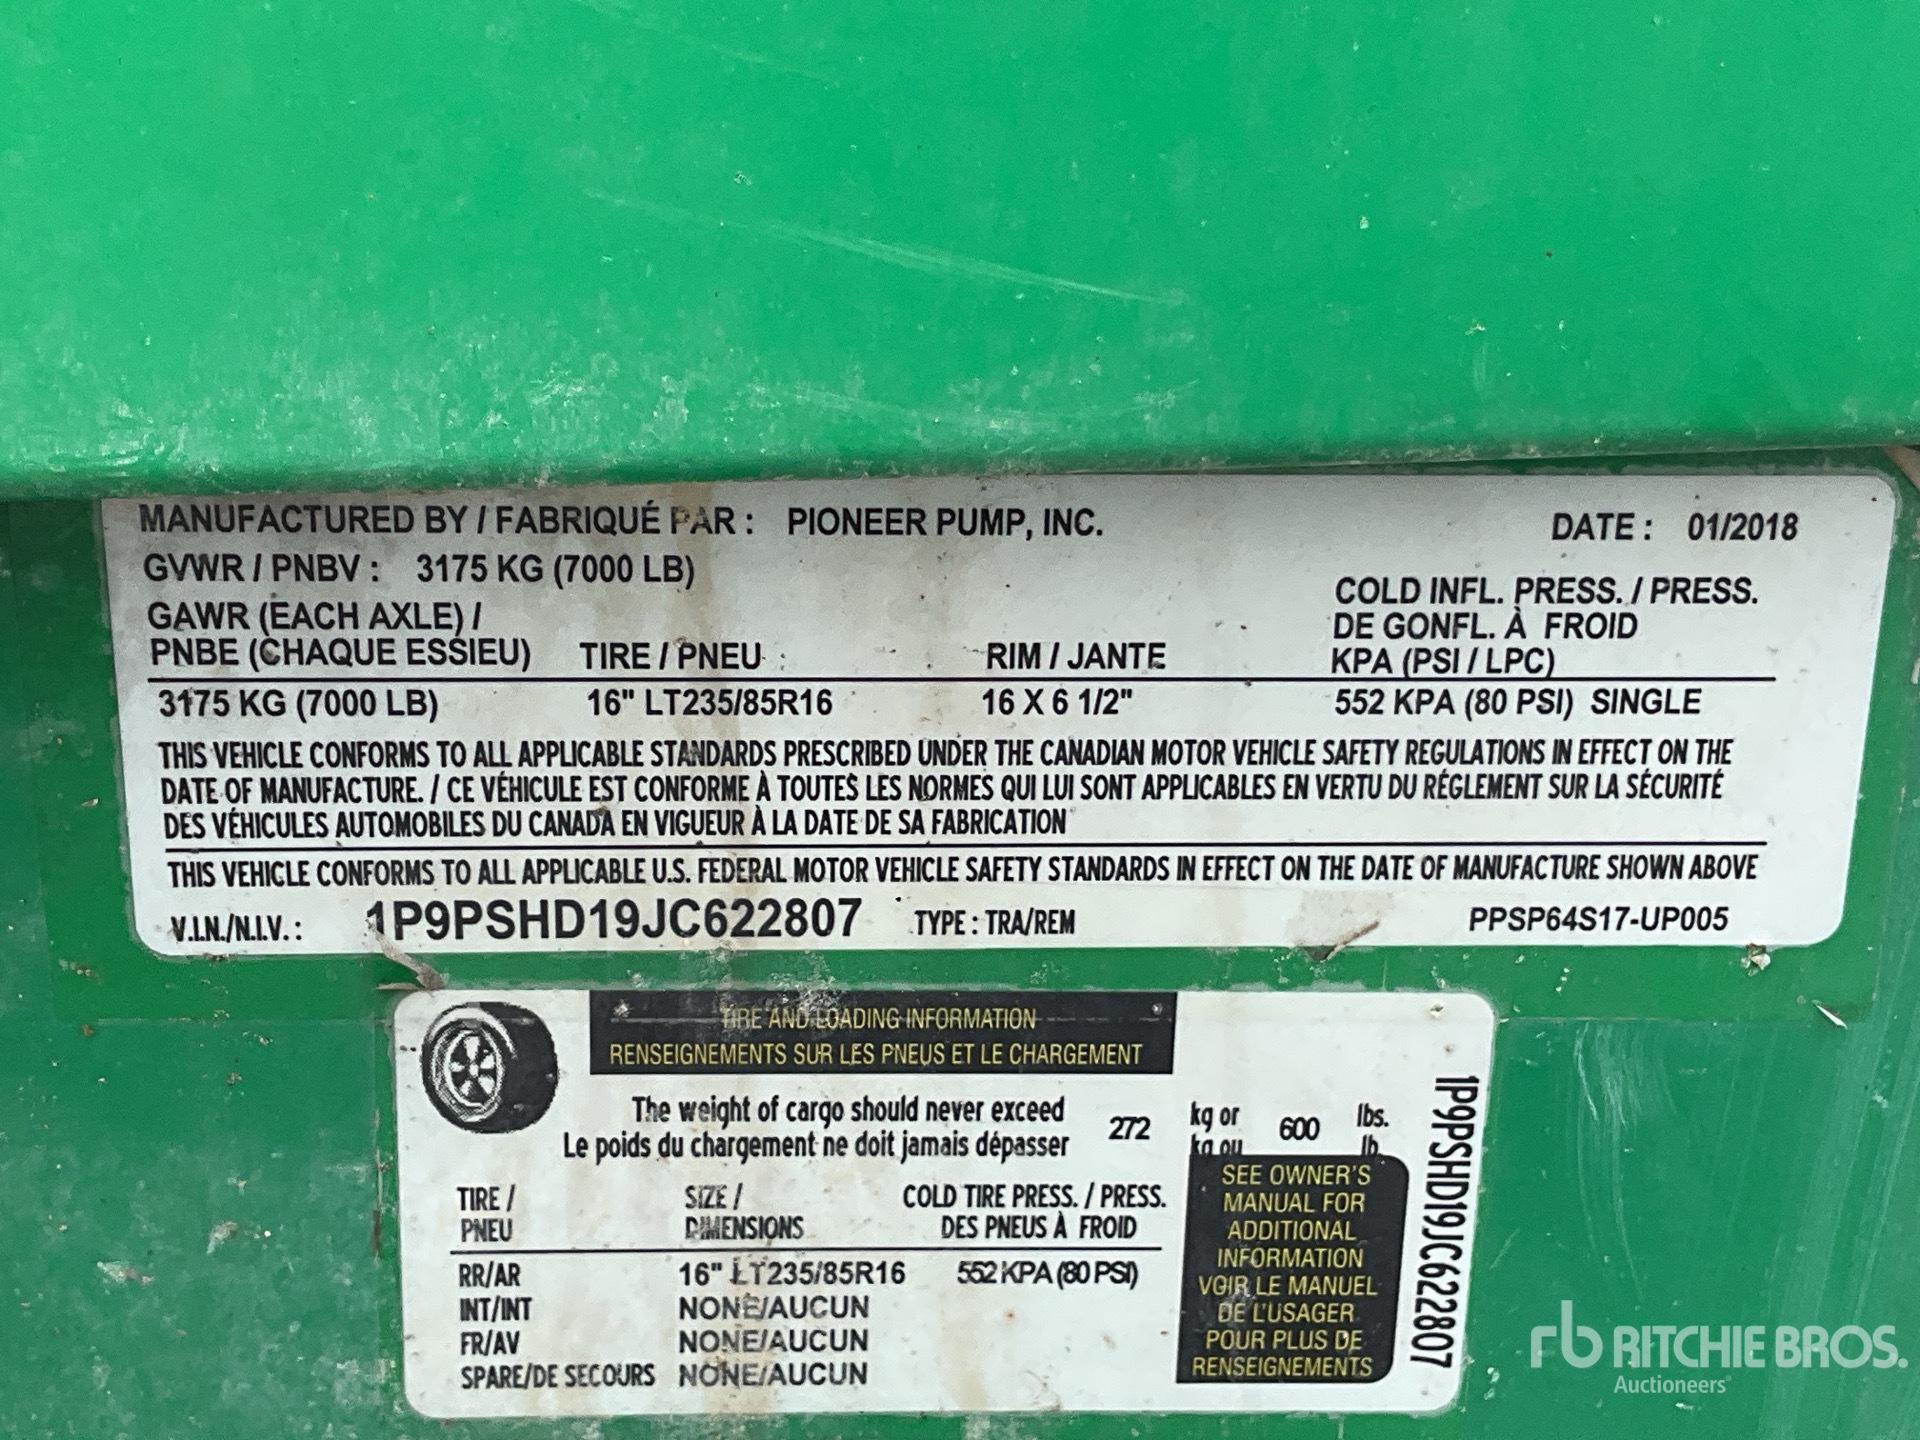 MANUFACTURED BY / FABRIQUÉ PAR : PIONEER PUMP, INC. DATE : 01/2018
GVWR / PNBV : 3175 KG (7000 LB)
GAWR (EACH AXLE) /
PNBE (CHAQUE ESSIEU) TIRE / PNEU RIM / JANTE
COLD INFL. PRESS. / PRESS.
DE GONFL. À FROID
KPA (PSI / LPC)
3175 KG (7000 LB) 16" LT235/85R16 16 X 6 1/2" 552 KPA (80 PSI) SINGLE
THIS VEHICLE CONFORMS TO ALL APPLICABLE STANDARDS PRESCRIBED UNDER THE CANADIAN MOTOR VEHICLE SAFETY REGULATIONS IN EFFECT ON THE
DATE OF MANUFACTURE. / CE VÉHICULE EST CONFORME À TOUTES LES NORMES QUI LUI SONT APPLICABLES EN VERTU DU RÉGLEMENT SUR LA SÉCURITÉ
DES VÉHICULES AUTOMOBILES DU CANADA EN VIGUEUR À LA DATE DE SA FABRICATION
THIS VEHICLE CONFORMS TO ALL APPLICABLE U.S. FEDERAL MOTOR VEHICLE SAFETY STANDARDS IN EFFECT ON THE DATE OF MANUFACTURE SHOWN ABOVE
V.I.N./N.I.V. : 1P9PSHD19JC622807 TYPE : TRA/REM PPSP64S17-UP005
TIRE AND LOADING INFORMATION
RENSEIGNEMENTS SUR LES PNEUS ET LE CHARGEMENT
The weight of cargo should never exceed 272 kg or 600 lbs.
Le poids du chargement ne doit jamais dépasser kg ou lb.
TIRE / SIZE / COLD TIRE PRESS. / PRESS.
PNEU DIMENSIONS DES PNEUS À FROID
RR/AR 16" LT235/85R16 552 KPA (80 PSI)
INT/INT NONE/AUCUN
FR/AV NONE/AUCUN
SPARE/DE SECOURS NONE/AUCUN
SEE OWNER'S
MANUAL FOR
ADDITIONAL
INFORMATION
VOIR LE MANUEL
DE L'USAGER
POUR PLUS DE
RENSEIGNEMENTS
1P9PSHD19JC622807
rb RITCHIE BROS.
Auctioneers